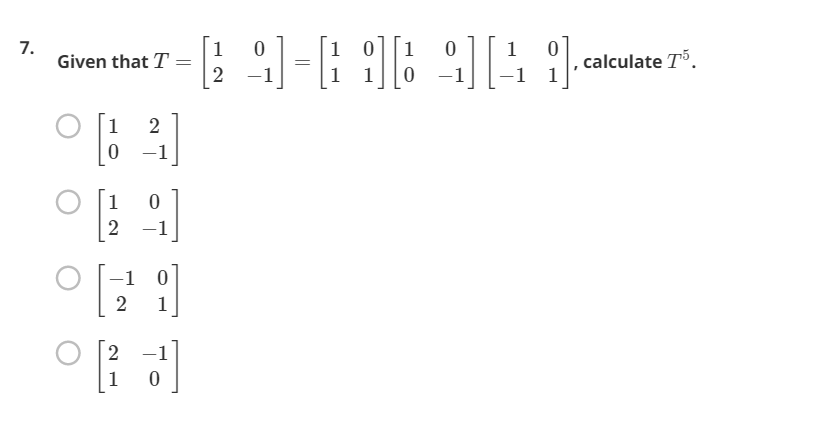 7. Given that $T = \begin{bmatrix} 1 & 0 \\ 2 & -1 \end{bmatrix} = \begin{bmatrix} 1 & 0 \\ 1 & 1 \end{bmatrix} \begin{bmatrix} 1 & 0 \\ 0 & -1 \end{bmatrix} \begin{bmatrix} 1 & 0 \\ -1 & 1 \end{bmatrix}$, calculate $T^5$.
$\begin{bmatrix} 1 & 2 \\ 0 & -1 \end{bmatrix}$
$\begin{bmatrix} 1 & 0 \\ 2 & -1 \end{bmatrix}$
$\begin{bmatrix} -1 & 0 \\ 2 & 1 \end{bmatrix}$
$\begin{bmatrix} 2 & -1 \\ 1 & 0 \end{bmatrix}$